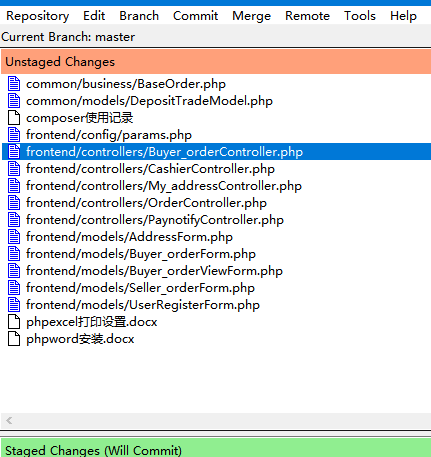 Repository Edit Branch Commit Merge Remote Tools Help
Current Branch: master
Unstaged Changes
common/business/BaseOrder.php
common/models/DepositTradeModel.php
composer使用记录
frontend/config/params.php
frontend/controllers/Buyer_orderController.php
frontend/controllers/CashierController.php
frontend/controllers/My_addressController.php
frontend/controllers/OrderController.php
frontend/controllers/PaynotifyController.php
frontend/models/AddressForm.php
frontend/models/Buyer_orderForm.php
frontend/models/Buyer_orderViewForm.php
frontend/models/Seller_orderForm.php
frontend/models/UserRegisterForm.php
phpexcel打印设置.docx
phpword安装.docx
Staged Changes (Will Commit)